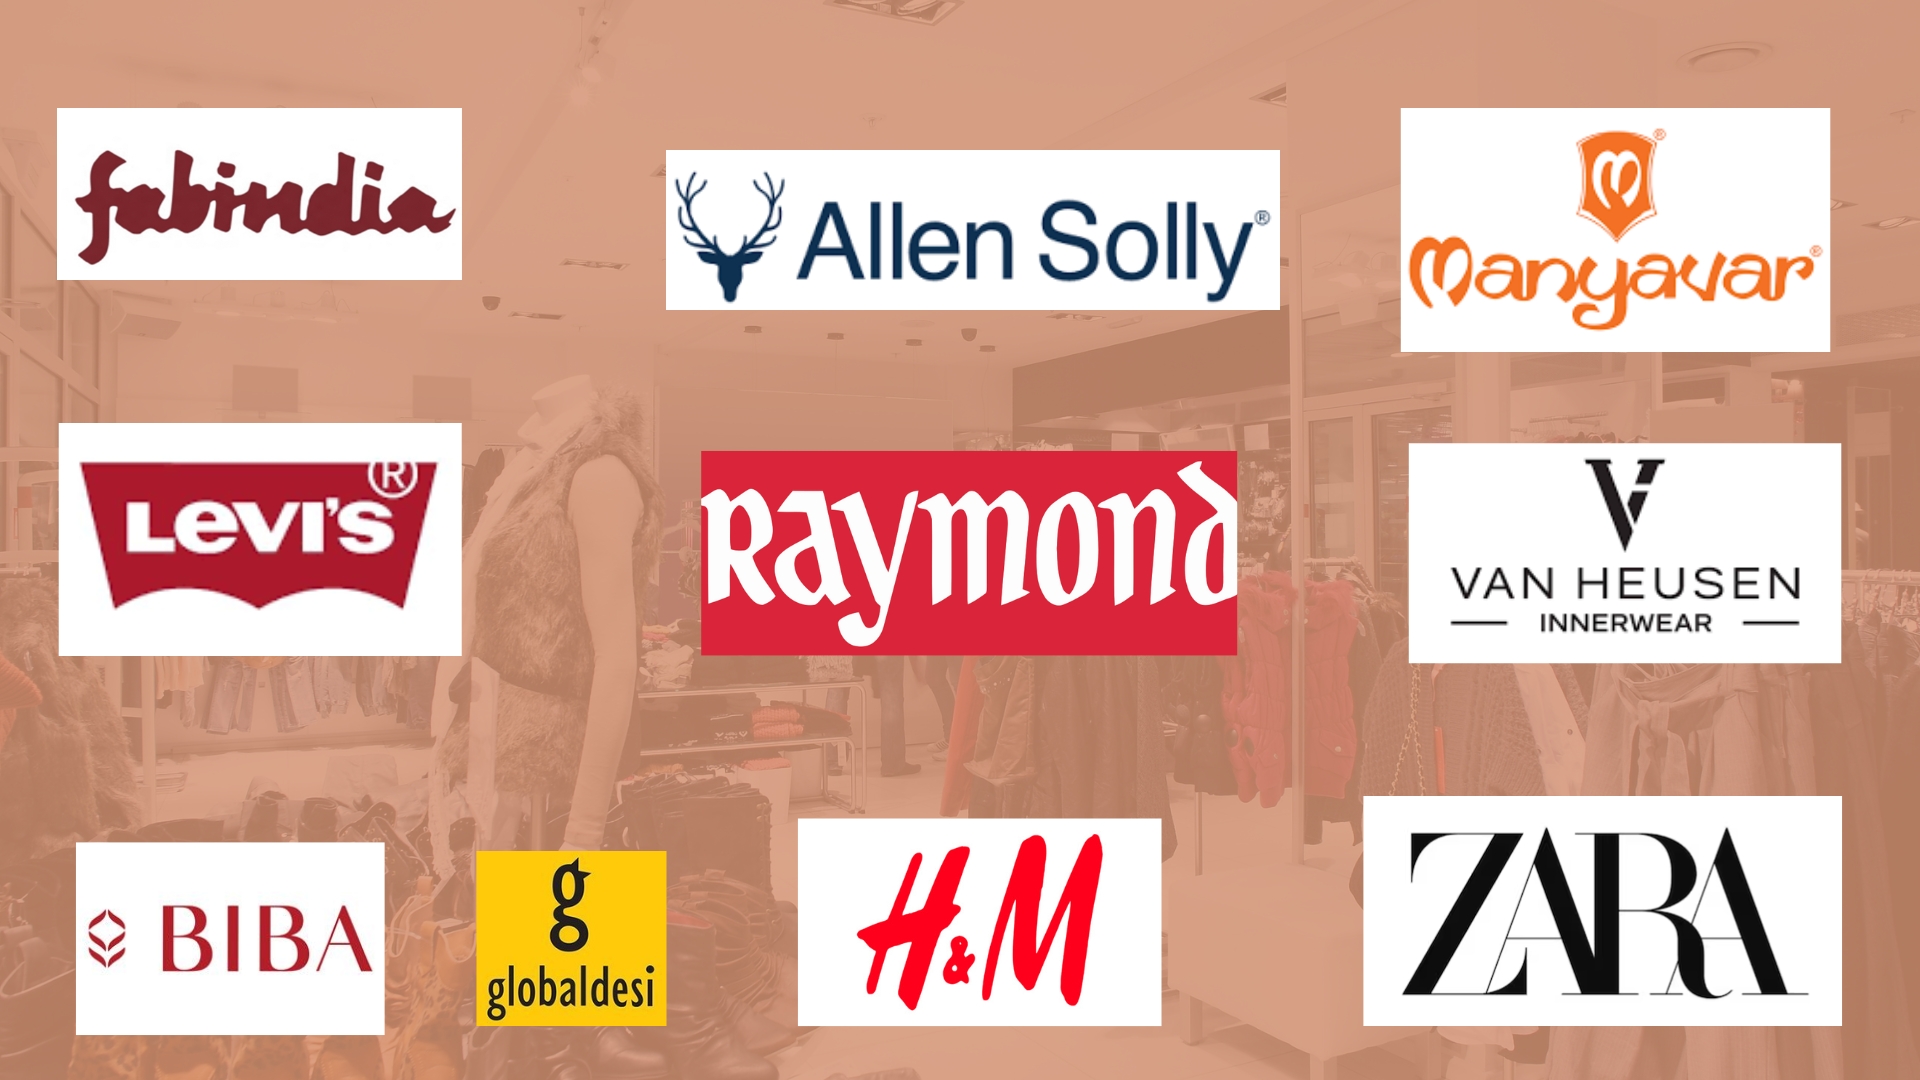 fabindia
Allen Solly®
®
Manyavar®
LEVI'S®
Raymond
VAN HEUSEN
INNERWEAR
BIBA
g
globaldesi
H&M
ZARA